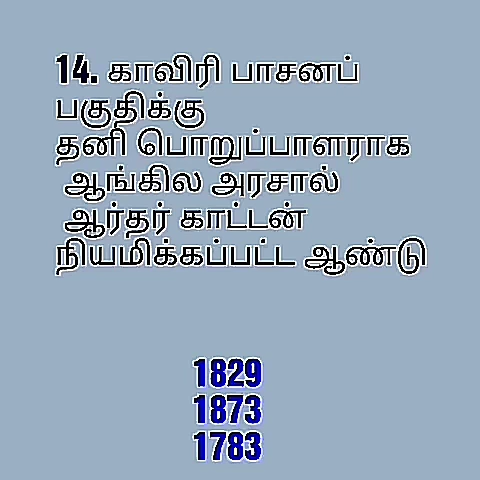 14. காவிரி பாசனப்
பகுதிக்கு
தனி பொறுப்பாளராக
ஆங்கில அரசால்
ஆர்தர் காட்டன்
நியமிக்கப்பட்ட ஆண்டு
1829
1873
1783